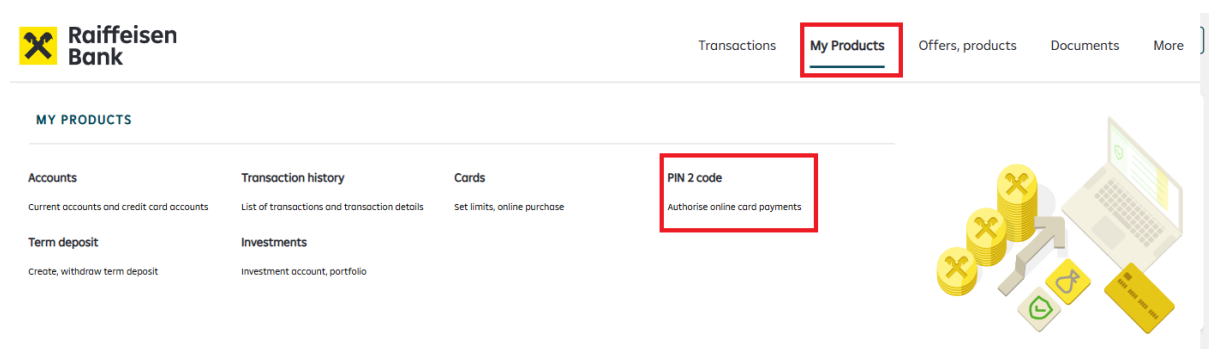 Raiffeisen
Bank
Transactions My Products Offers, products Documents More
MY PRODUCTS
Accounts Transaction history Cards PIN 2 code
Current accounts and credit card accounts List of transactions and transaction details Set limits, online purchase Authorise online card payments
Term deposit Investments
Create, withdraw term deposit Investment account, portfolio